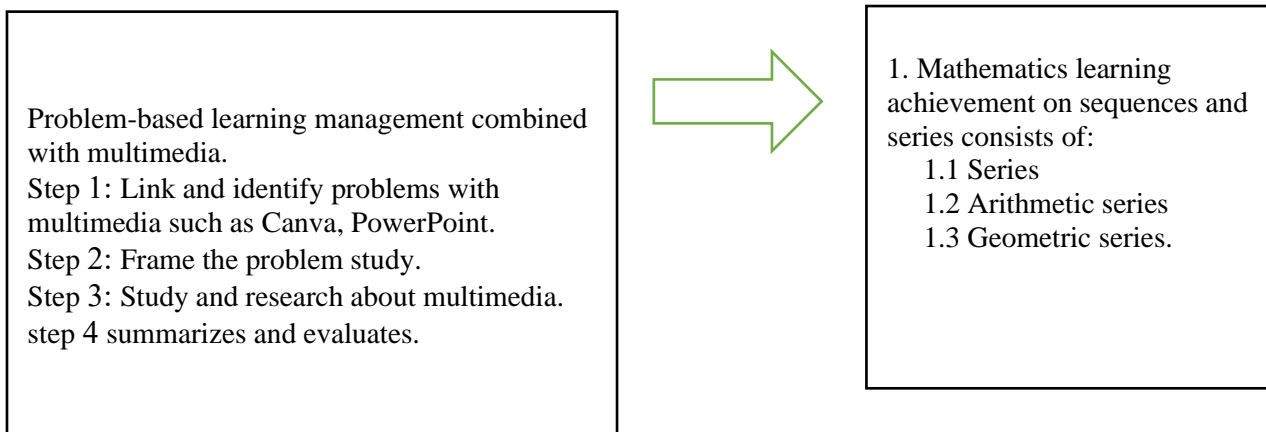 Problem-based learning management combined
with multimedia.
Step 1: Link and identify problems with
multimedia such as Canva, PowerPoint.
Step 2: Frame the problem study.
Step 3: Study and research about multimedia.
step 4 summarizes and evaluates.
1. Mathematics learning
achievement on sequences and
series consists of:
1.1 Series
1.2 Arithmetic series
1.3 Geometric series.